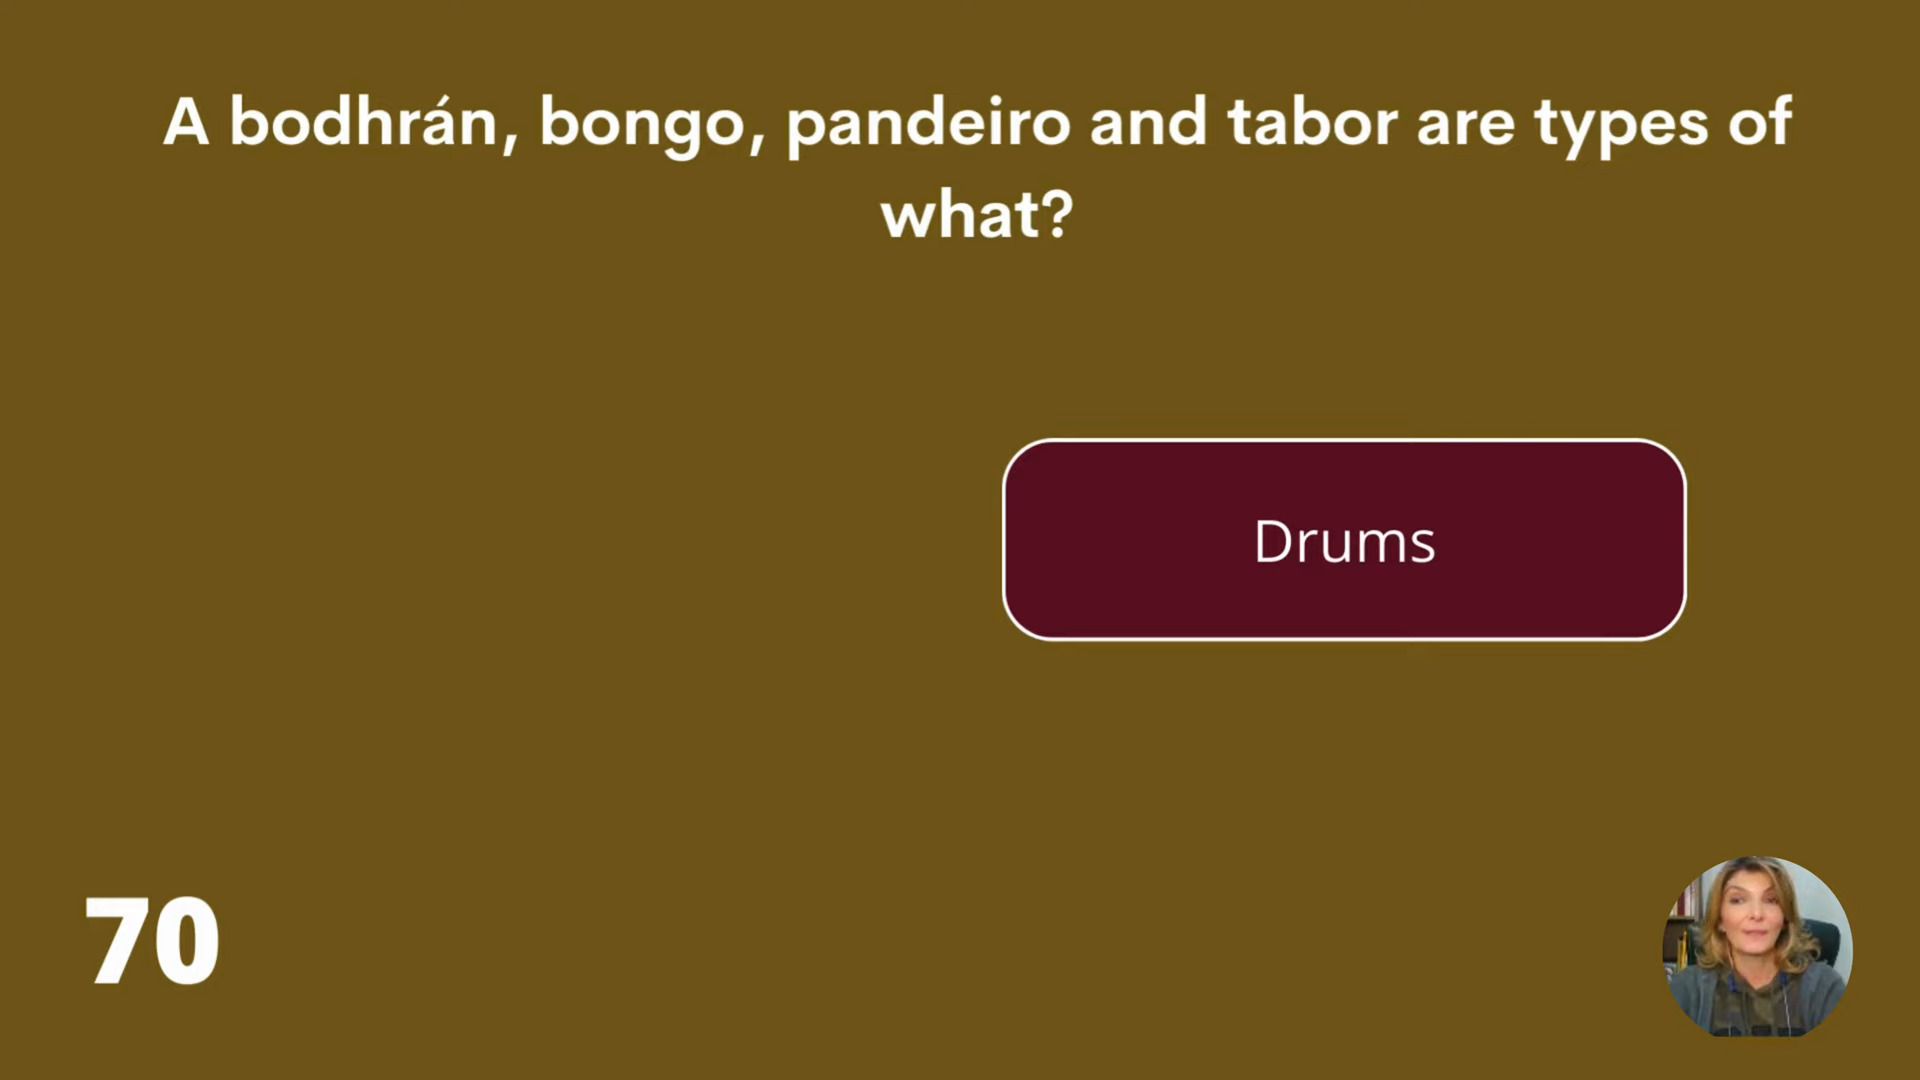 A bodhrán, bongo, pandeiro and tabor are types of
what?
Drums
70